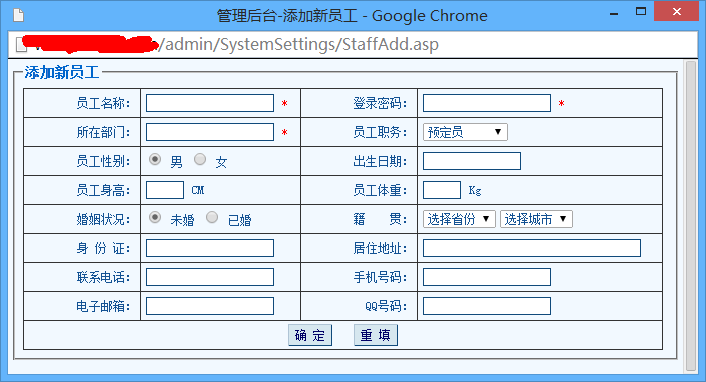 管理后台-添加新员工 - Google Chrome
/admin/SystemSettings/StaffAdd.asp
添加新员工
员工名称： * 登录密码： *
所在部门： * 员工职务： 预定员
员工性别： 男 女 出生日期：
员工身高： CM 员工体重： Kg
婚姻状况： 未婚 已婚 籍 贯： 选择省份 选择城市
身 份 证： 居住地址：
联系电话： 手机号码：
电子邮箱： QQ号码：
确 定 重 填